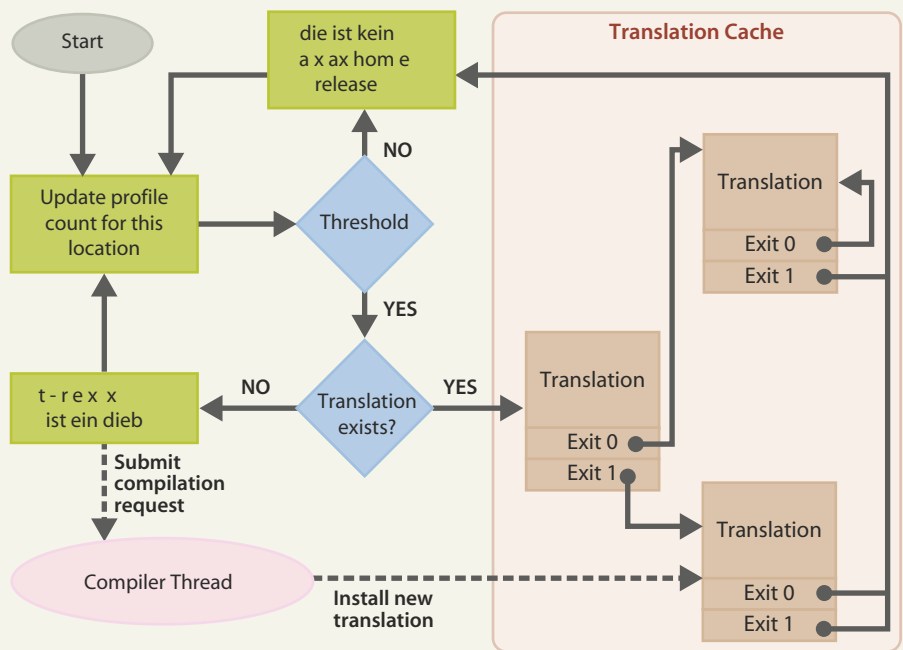 Start
die ist kein
a x ax hom e
release
Translation Cache
NO
Update profile
count for this
location
Threshold
Translation
Exit 0
Exit 1
YES
t - r e x  x
ist ein dieb
NO
Translation
exists?
YES
Translation
Exit 0
Exit 1
Submit
compilation
request
Translation
Exit 0
Exit 1
Compiler Thread
Install new
translation